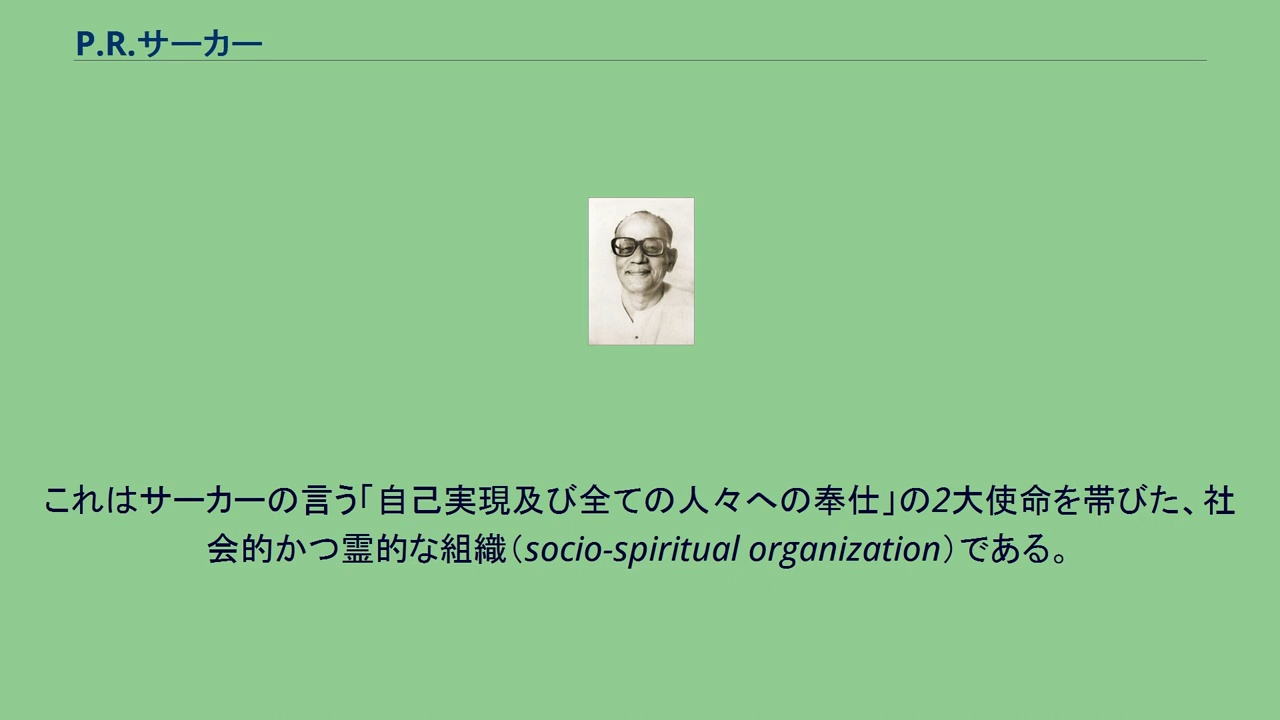 P.R.サーカー
これはサーカーの言う｢自己実現及び全ての人々への奉仕｣の2大使命を帯びた、社
会的かつ霊的な組織（socio-spiritual organization）である。